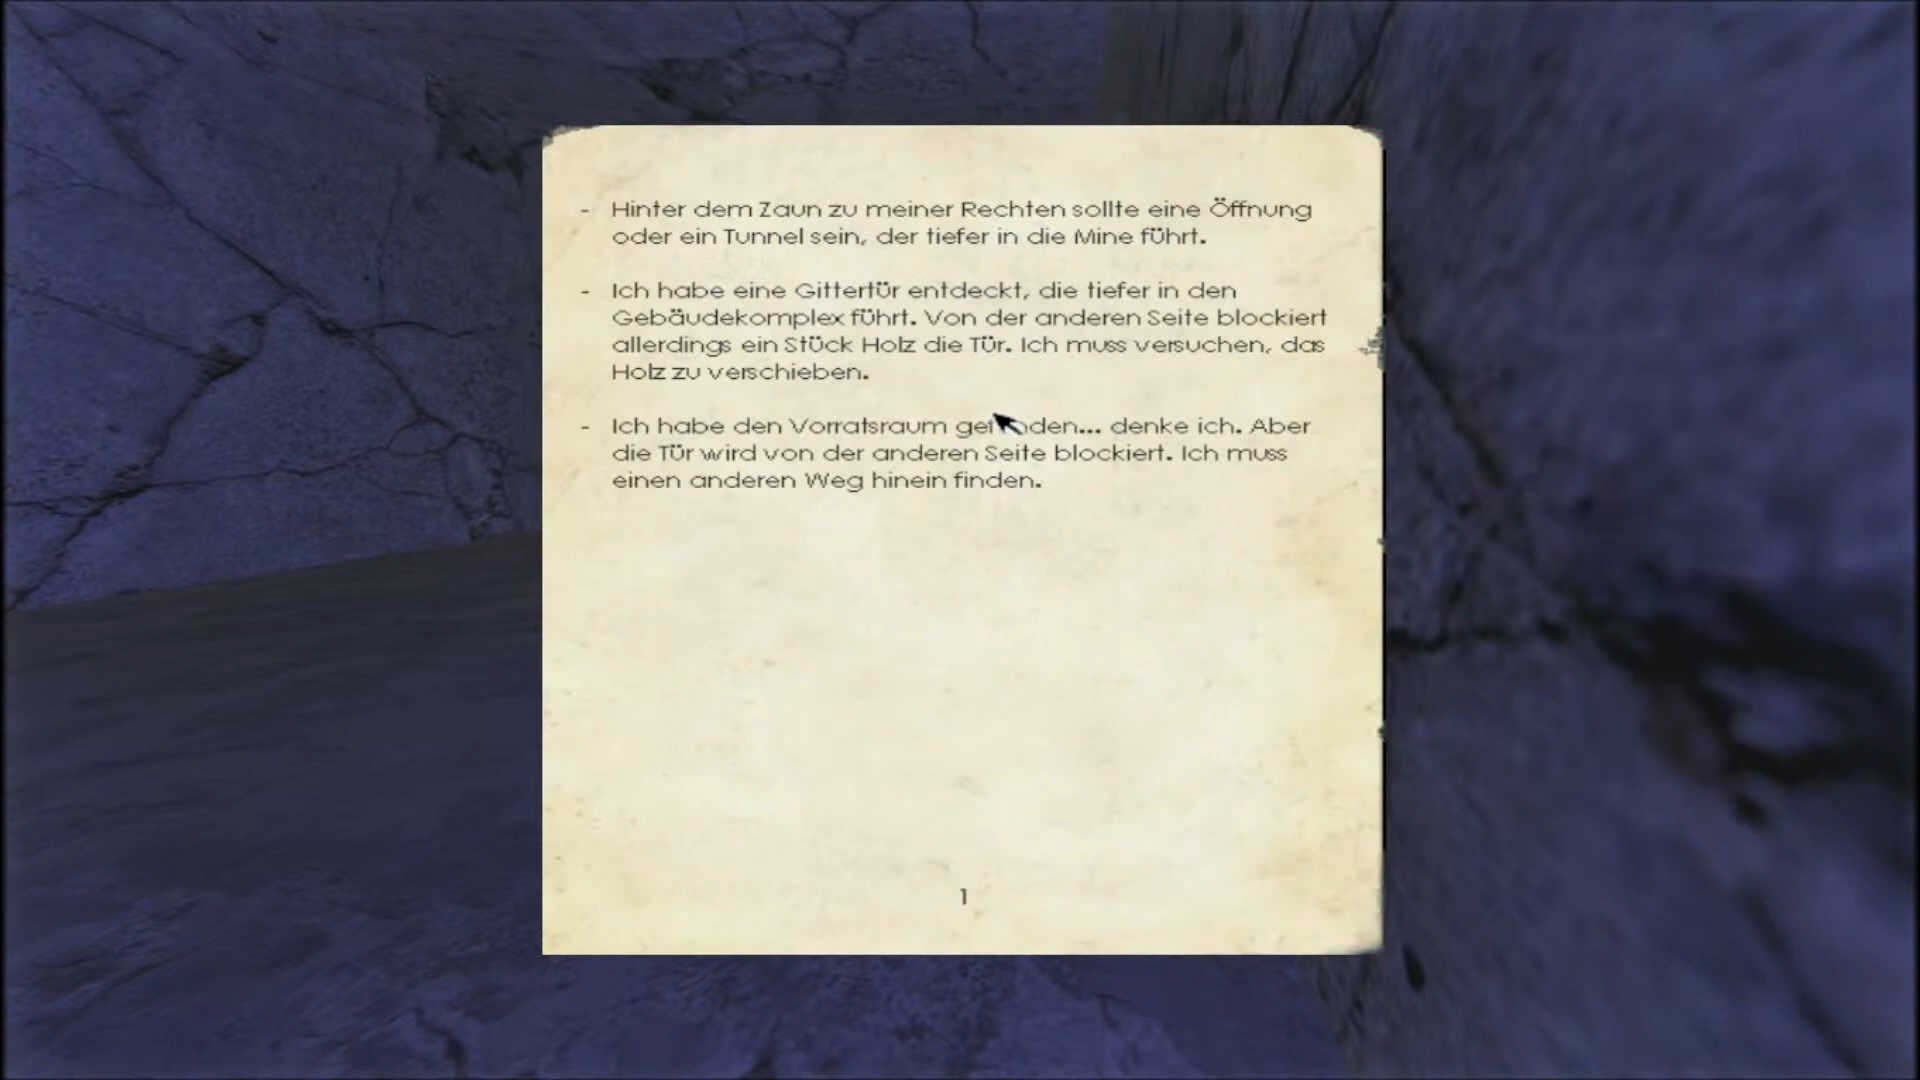 - Hinter dem Zaun zu meiner Rechten sollte eine Öffnung
oder ein Tunnel sein, der tiefer in die Mine führt.
- Ich habe eine Gittertür entdeckt, die tiefer in den
Gebäudekomplex führt. Von der anderen Seite blockiert
allerdings ein Stück Holz die Tür. Ich muss versuchen, das
Holz zu verschieben.
- Ich habe den Vorratsraum gefunden... denke ich. Aber
die Tür wird von der anderen Seite blockiert. Ich muss
einen anderen Weg hinein finden.
1